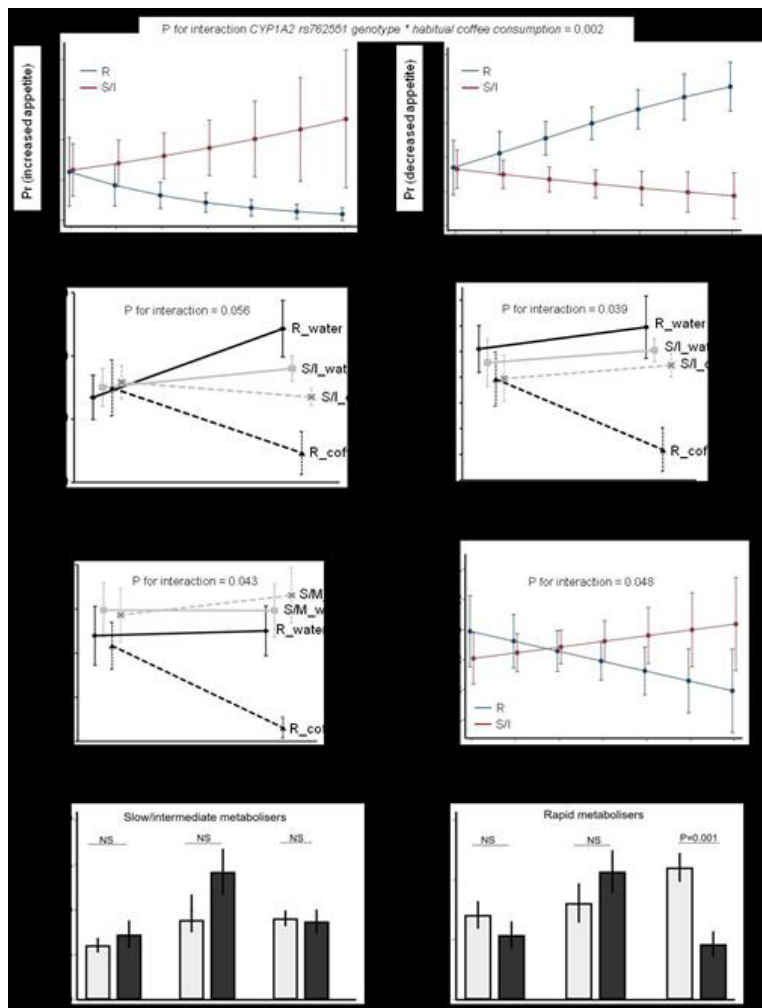 P for interaction CYP1A2 rs762551 genotype * habitual coffee consumption = 0.002
Pr (increased appetite)
R
S/I
Pr (decreased appetite)
R
S/I
P for interaction = 0.056
R_water
S/I_wat
S/I_c
R_cof
P for interaction = 0.039
R_water
S/I_wat
S/I_c
R_cof
P for interaction = 0.043
S/M_
S/M_w
R_water
R_cof
P for interaction = 0.048
R
S/I
Slow/intermediate metabolisers
NS
NS
NS
Rapid metabolisers
NS
NS
P=0.001